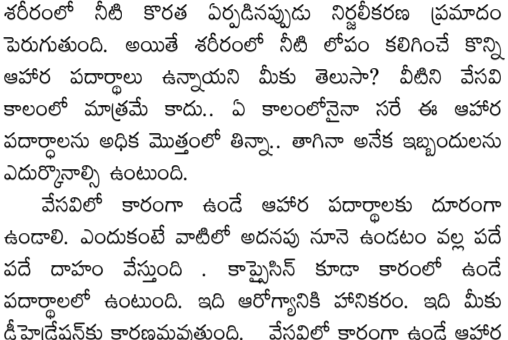 శరీరంలో నీటి కొరత ఏర్పడినప్పుడు నిర్జలీకరణ ప్రమాదం
పెరుగుతుంది. అయితే శరీరంలో నీటి లోపం కలిగించే కొన్ని
ఆహార పదార్థాలు ఉన్నాయని మీకు తెలుసా? వీటిని వేసవి
కాలంలో మాత్రమే కాదు.. ఏ కాలంలోనైనా సరే ఈ ఆహార
పదార్ధాలను అధిక మొత్తంలో తిన్నా.. తాగినా అనేక ఇబ్బందులను
ఎదుర్కొనాల్సి ఉంటుంది.
వేసవిలో కారంగా ఉండే ఆహార పదార్థాలకు దూరంగా
ఉండాలి. ఎందుకంటే వాటిలో అదనపు నూనె ఉండటం వల్ల పదే
పదే దాహం వేస్తుంది . కాప్సైసిన్ కూడా కారంలో ఉండే
పదార్థాలలో ఉంటుంది. ఇది ఆరోగ్యానికి హానికరం. ఇది మీకు
డీహైడ్రేషన్‌కు కారణమవుతుంది. వేసవిలో కారంగా ఉండే ఆహార